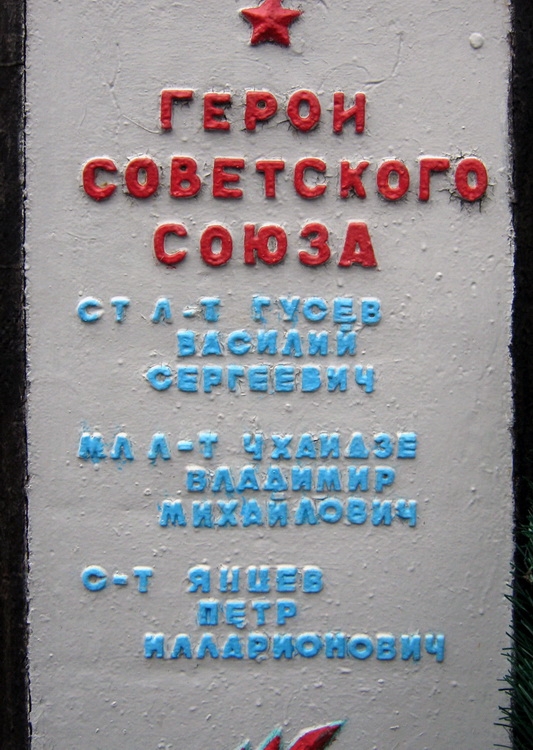 ГЕРОИ
СОВЕТСКОГО
СОЮЗА
СТ Л-Т ГУСЕВ
ВАСИЛИЙ
СЕРГЕЕВИЧ
МЛ Л-Т ЧХАИДЗЕ
ВЛАДИМИР
МИХАЙЛОВИЧ
С-Т ЯНЦЕВ
ПЕТР
ИЛЛАРИОНОВИЧ